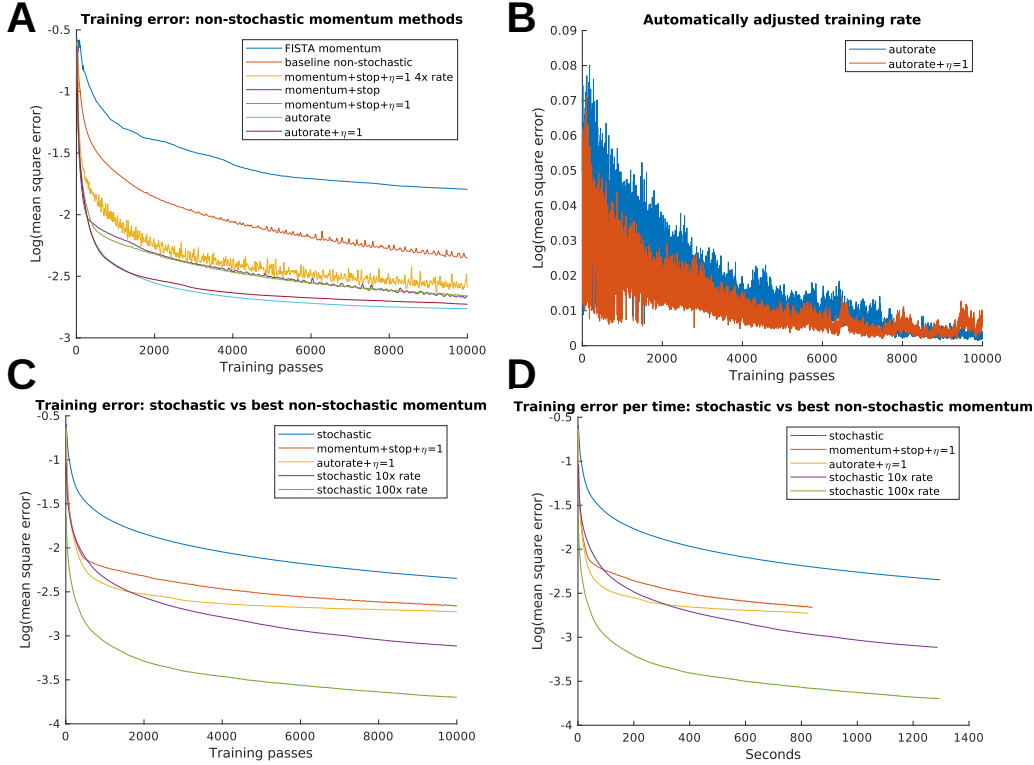 A
Training error: non-stochastic momentum methods
-0.5
-1
-1.5
-2
-2.5
-3
Log(mean square error)
FISTA momentum
baseline non-stochastic
momentum+stop+η=1 4x rate
momentum+stop
momentum+stop+η=1
autorate
autorate+η=1
0 2000 4000 6000 8000 10000
Training passes
B
Automatically adjusted training rate
0.09
0.08
0.07
0.06
0.05
0.04
0.03
0.02
0.01
0
Log(mean square error)
autorate
autorate+η=1
0 2000 4000 6000 8000 10000
Training passes
C
Training error: stochastic vs best non-stochastic momentum
-0.5
-1
-1.5
-2
-2.5
-3
-3.5
-4
Log(mean square error)
stochastic
momentum+stop+η=1
autorate+η=1
stochastic 10x rate
stochastic 100x rate
0 2000 4000 6000 8000 10000
Training passes
D
Training error per time: stochastic vs best non-stochastic momentum
-0.5
-1
-1.5
-2
-2.5
-3
-3.5
-4
Log(mean square error)
stochastic
momentum+stop+η=1
autorate+η=1
stochastic 10x rate
stochastic 100x rate
0 200 400 600 800 1000 1200 1400
Seconds